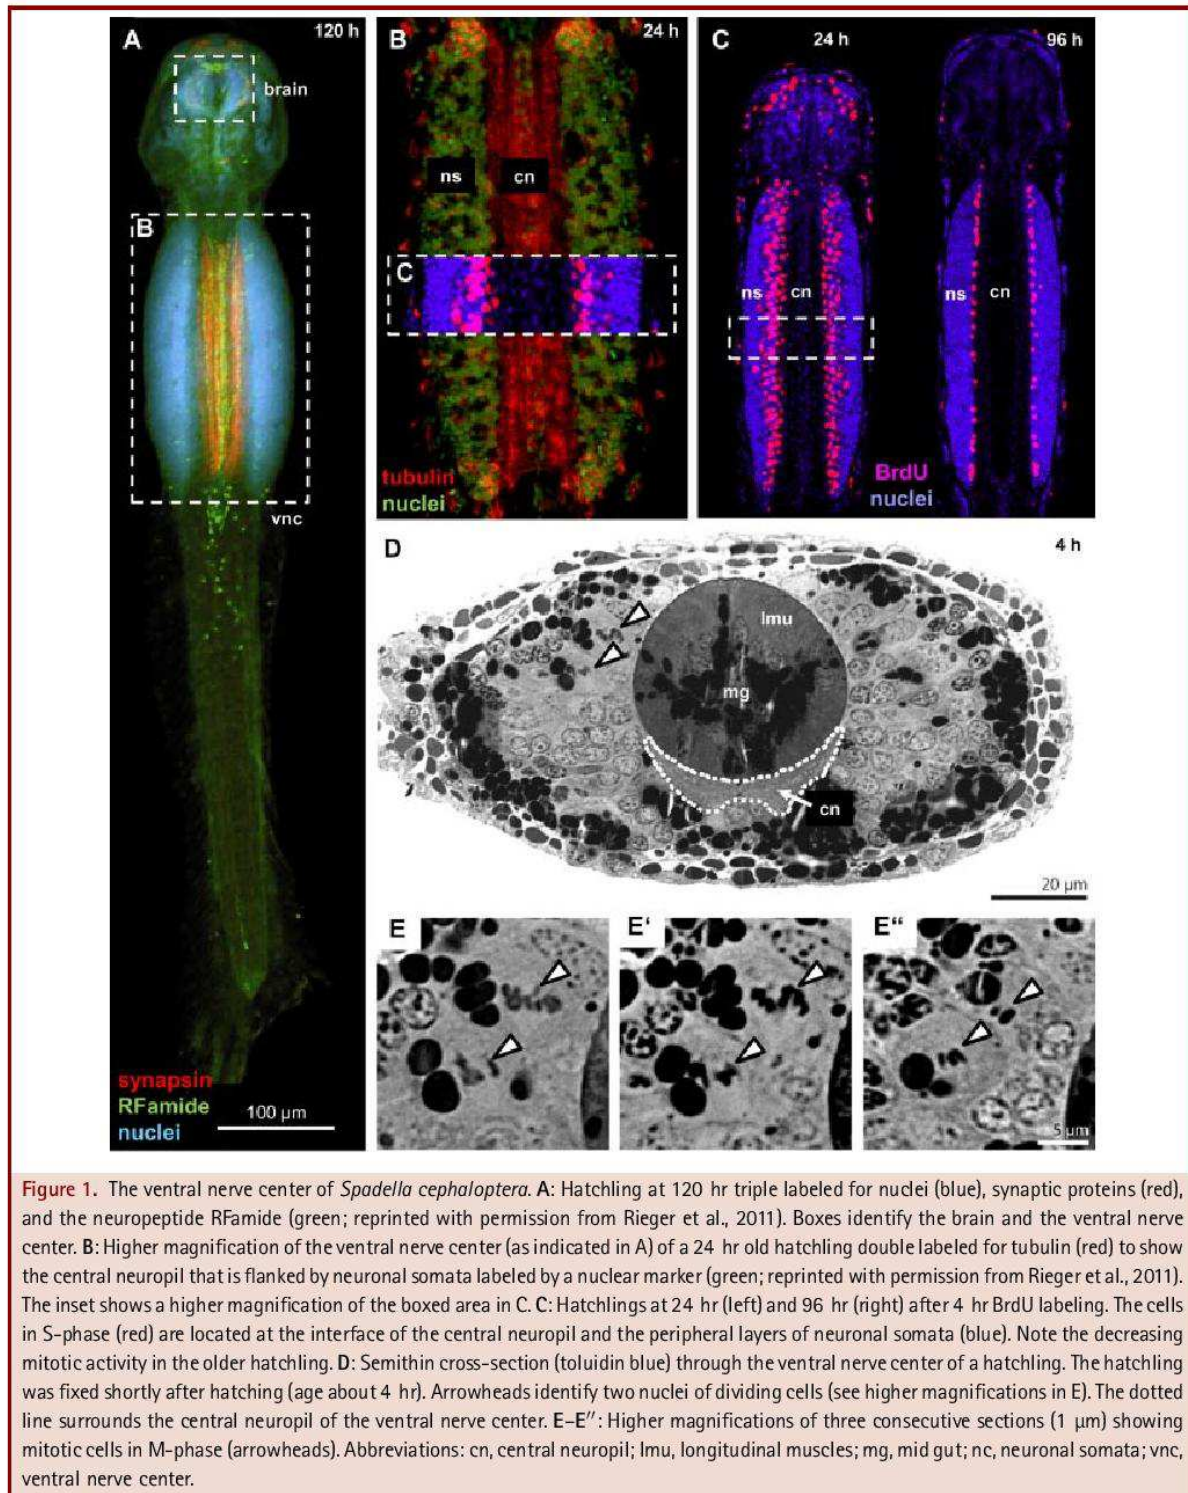 A
120 h
brain
B
vnc
synapsin
RFamide
nuclei
100 µm
B
24 h
ns
cn
C
tubulin
nuclei
C
24 h
96 h
ns
cn
ns
cn
BrdU
nuclei
D
4 h
lmu
mg
cn
20 µm
E
E'
E"
5 µm
Figure 1. The ventral nerve center of Spadella cephaloptera. A: Hatchling at 120 hr triple labeled for nuclei (blue), synaptic proteins (red),
and the neuropeptide RFamide (green; reprinted with permission from Rieger et al., 2011). Boxes identify the brain and the ventral nerve
center. B: Higher magnification of the ventral nerve center (as indicated in A) of a 24 hr old hatchling double labeled for tubulin (red) to show
the central neuropil that is flanked by neuronal somata labeled by a nuclear marker (green; reprinted with permission from Rieger et al., 2011).
The inset shows a higher magnification of the boxed area in C. C: Hatchlings at 24 hr (left) and 96 hr (right) after 4 hr BrdU labeling. The cells
in S-phase (red) are located at the interface of the central neuropil and the peripheral layers of neuronal somata (blue). Note the decreasing
mitotic activity in the older hatchling. D: Semithin cross-section (toluidin blue) through the ventral nerve center of a hatchling. The hatchling
was fixed shortly after hatching (age about 4 hr). Arrowheads identify two nuclei of dividing cells (see higher magnifications in E). The dotted
line surrounds the central neuropil of the ventral nerve center. E–E″: Higher magnifications of three consecutive sections (1 µm) showing
mitotic cells in M-phase (arrowheads). Abbreviations: cn, central neuropil; lmu, longitudinal muscles; mg, mid gut; nc, neuronal somata; vnc,
ventral nerve center.